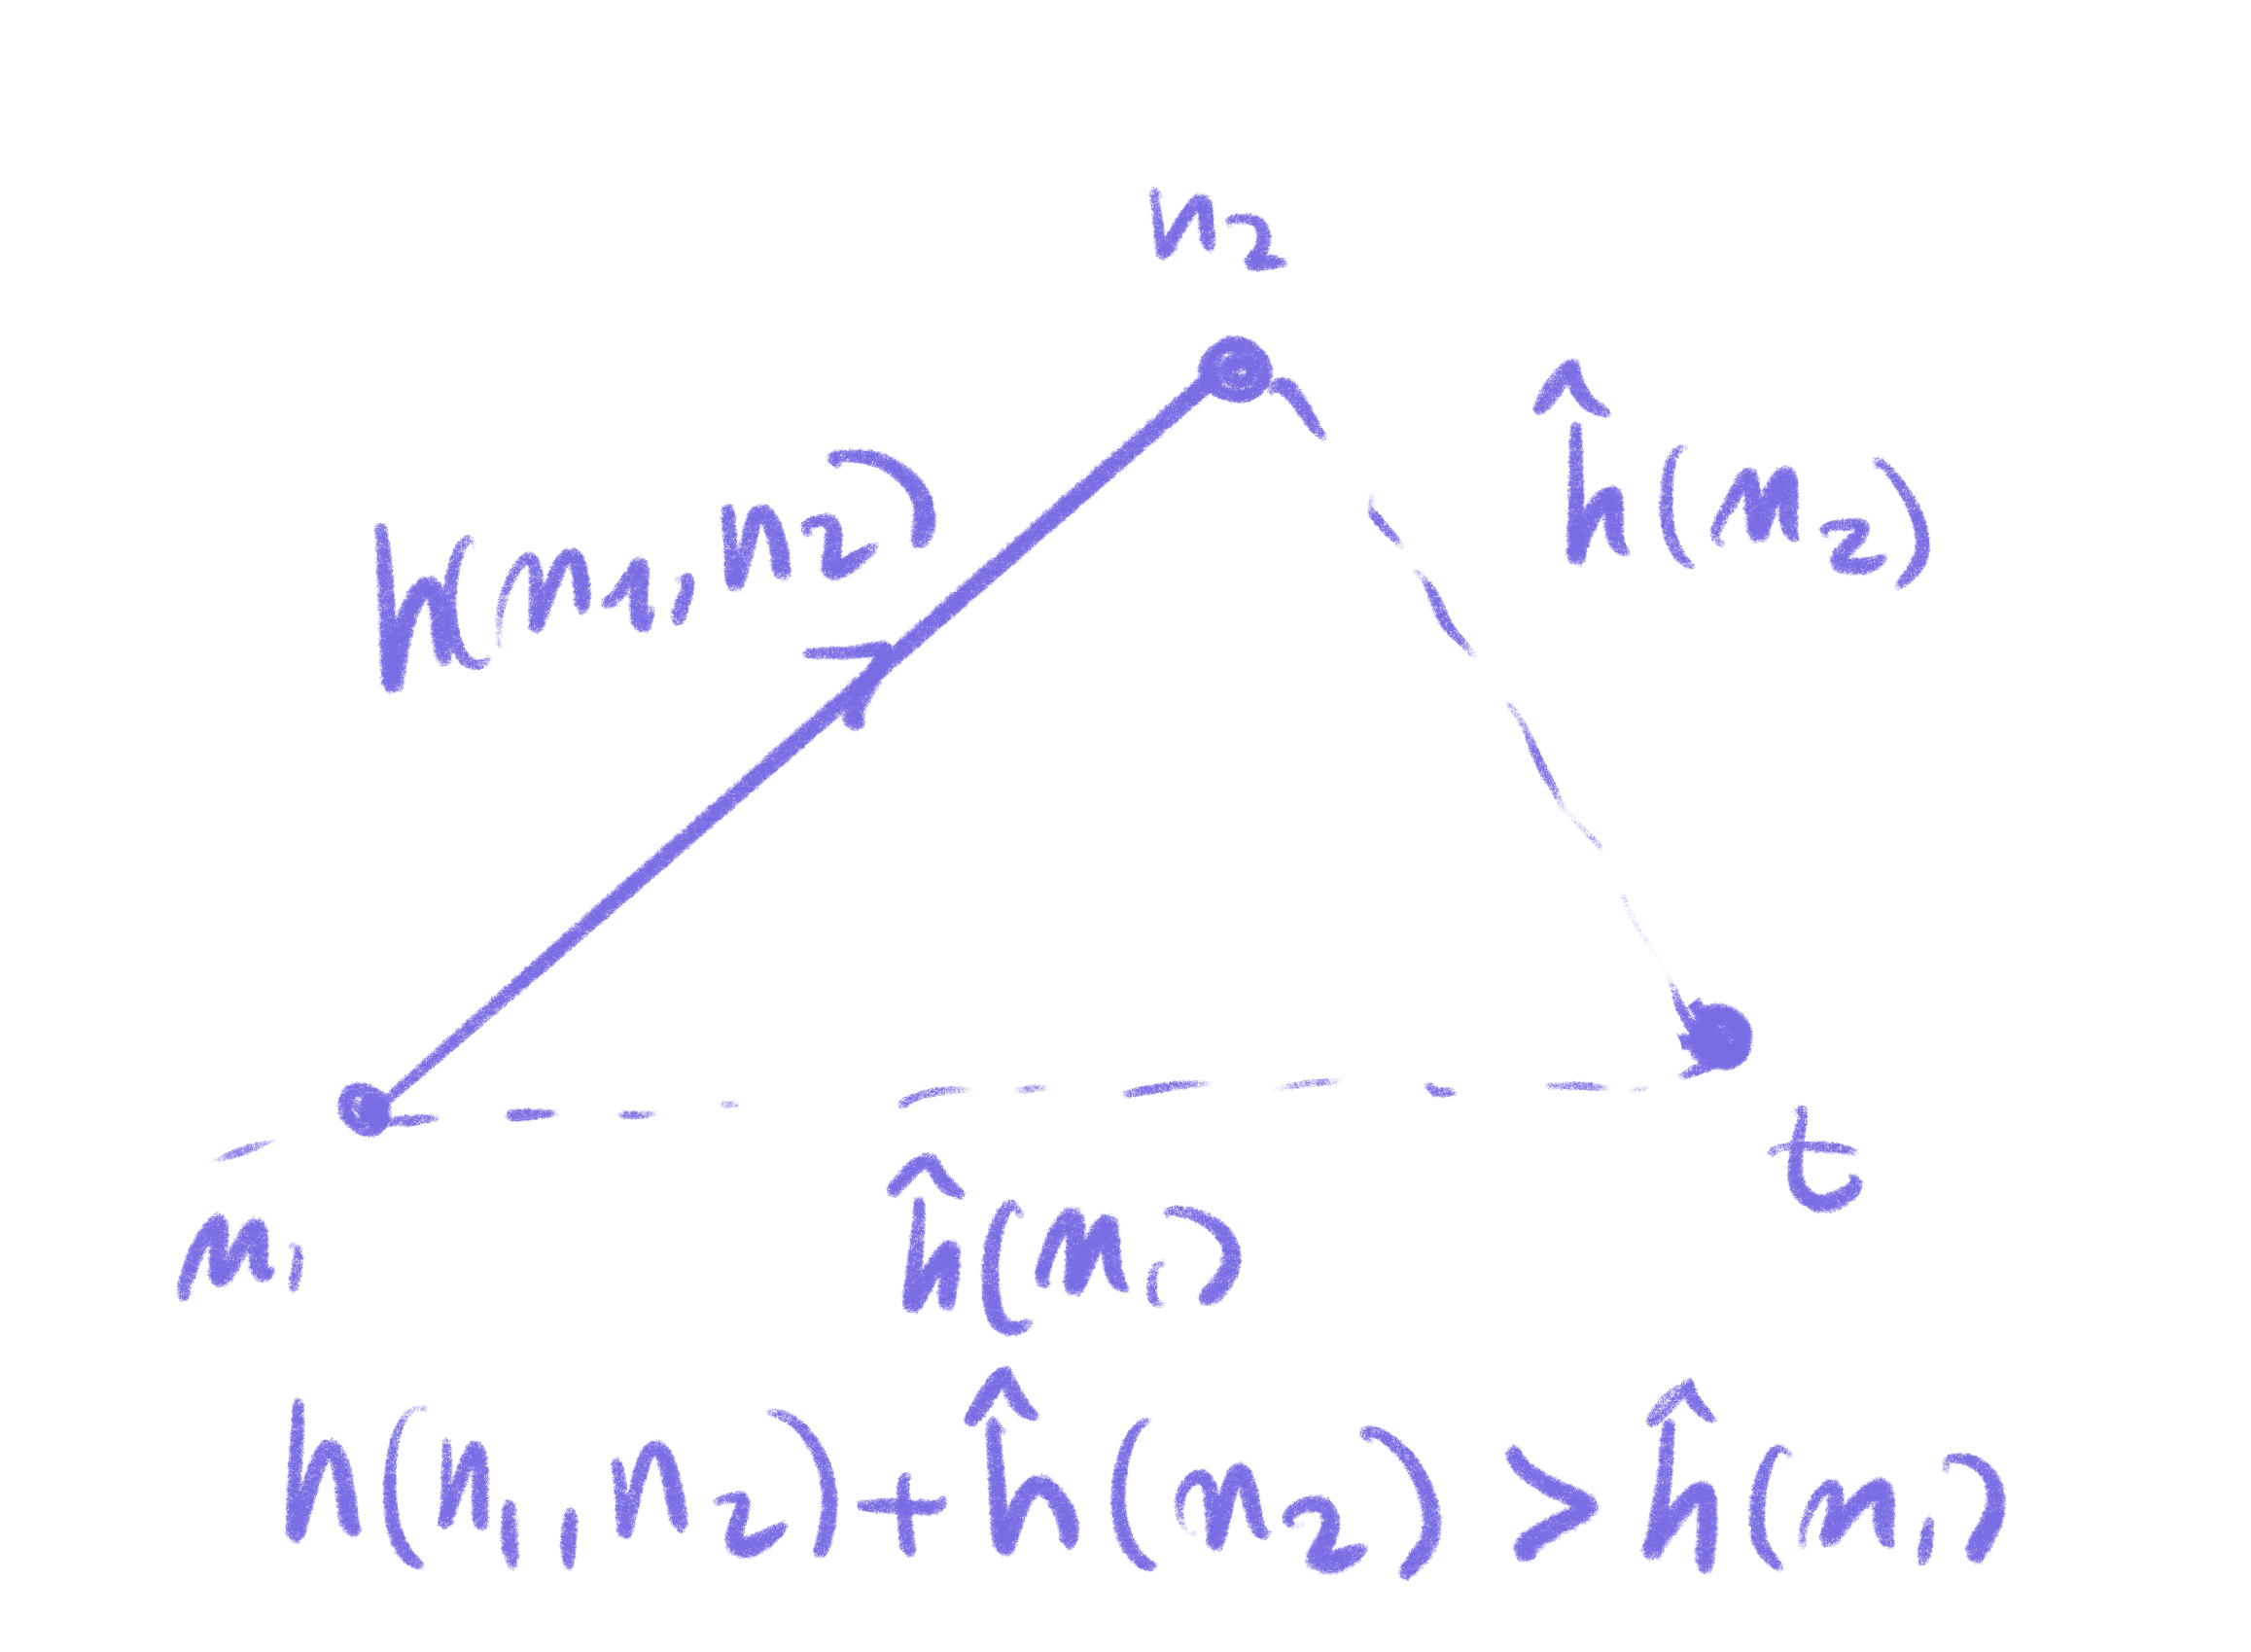 n₂
ĥ(n₂)
h(n₁,n₂)
t
n₁
ĥ(n₁)
h(n₁,n₂)+ĥ(n₂)>ĥ(n₁)